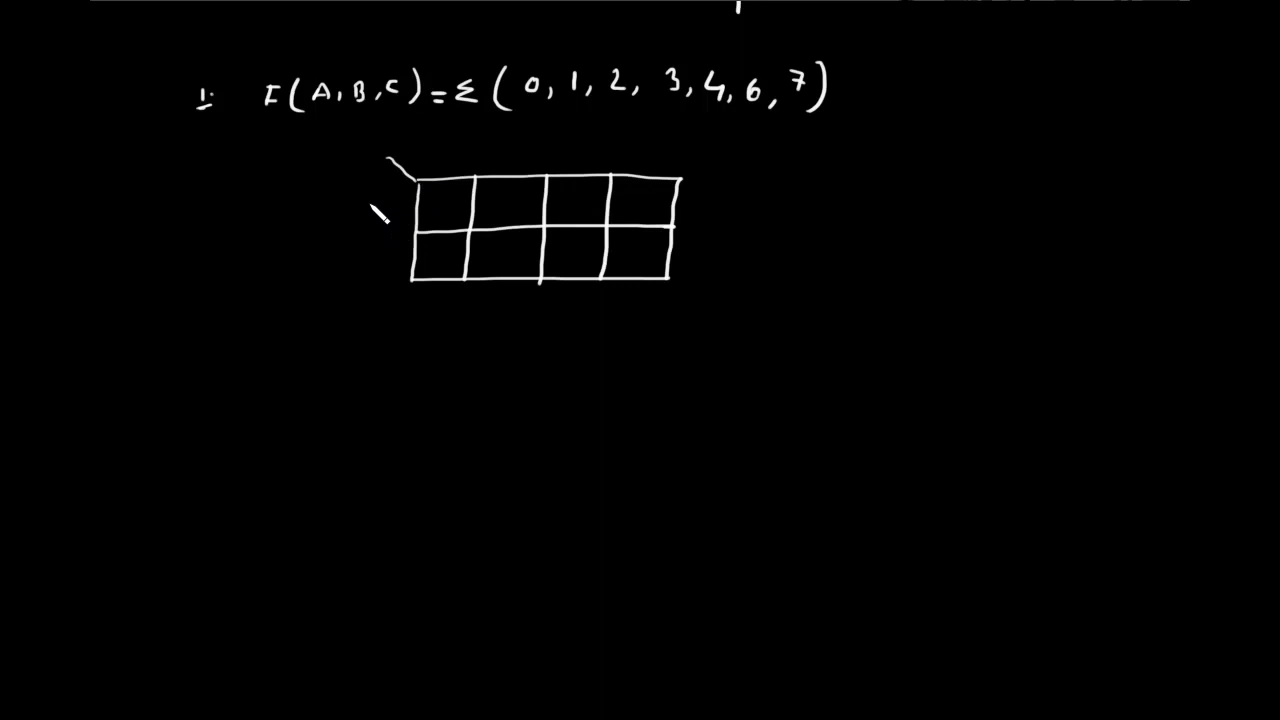 1. F(A, B, C) = Σ ( 0, 1, 2, 3, 4, 6, 7)